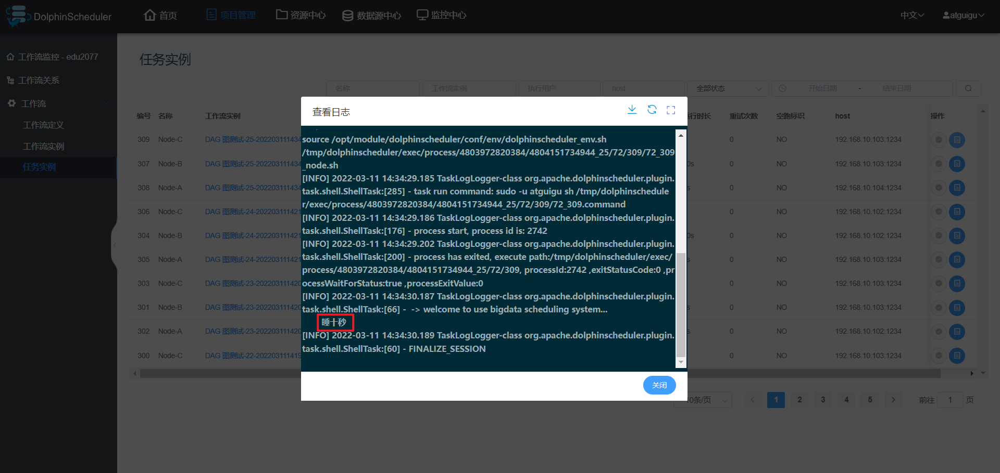 DolphinScheduler 首页 项目管理 资源中心 数据源中心 监控中心 中文 atguigu
工作流监控 - edu2077
工作流关系
工作流
工作流定义
工作流实例
任务实例
任务实例
名称 工作流实例 执行用户 host 全部状态 开始日期 - 结束日期
编号 名称 工作流实例 行时长 重试次数 空跑标识 host 操作
309 Node-C DAG 图测试-25-202203111434 0 NO 192.168.10.103:1234
307 Node-B DAG 图测试-25-202203111434 0s 0 NO 192.168.10.103:1234
308 Node-A DAG 图测试-25-202203111434 s 0 NO 192.168.10.104:1234
306 Node-C DAG 图测试-24-202203111421 0 NO 192.168.10.102:1234
304 Node-B DAG 图测试-24-202203111421 0s 0 NO 192.168.10.102:1234
305 Node-A DAG 图测试-24-202203111421 s 0 NO 192.168.10.103:1234
303 Node-C DAG 图测试-23-202203111420 0 NO 192.168.10.103:1234
301 Node-B DAG 图测试-23-202203111420 0 NO 192.168.10.103:1234
302 Node-A DAG 图测试-23-202203111420 s 0 NO 192.168.10.102:1234
300 Node-C DAG 图测试-22-202203111419 0 NO 192.168.10.103:1234
10条/页 1 2 3 4 5 前往 1 页
查看日志
source /opt/module/dolphinscheduler/conf/env/dolphinscheduler_env.sh
/tmp/dolphinscheduler/exec/process/4803972820384/4804151734944_25/72/309/72_309
_node.sh
[INFO] 2022-03-11 14:34:29.185 TaskLogLogger-class org.apache.dolphinscheduler.plugin.
task.shell.ShellTask:[285] - task run command: sudo -u atguigu sh /tmp/dolphinschedule
r/exec/process/4803972820384/4804151734944_25/72/309/72_309.command
[INFO] 2022-03-11 14:34:29.186 TaskLogLogger-class org.apache.dolphinscheduler.plugin.
task.shell.ShellTask:[176] - process start, process id is: 2742
[INFO] 2022-03-11 14:34:29.202 TaskLogLogger-class org.apache.dolphinscheduler.plugin.
task.shell.ShellTask:[200] - process has exited, execute path:/tmp/dolphinscheduler/exec/
process/4803972820384/4804151734944_25/72/309, processId:2742 ,exitStatusCode:0 ,pr
ocessWaitForStatus:true ,processExitValue:0
[INFO] 2022-03-11 14:34:30.187 TaskLogLogger-class org.apache.dolphinscheduler.plugin.
task.shell.ShellTask:[66] -  -> welcome to use bigdata scheduling system...
睡十秒
[INFO] 2022-03-11 14:34:30.189 TaskLogLogger-class org.apache.dolphinscheduler.plugin.
task.shell.ShellTask:[60] - FINALIZE_SESSION
关闭